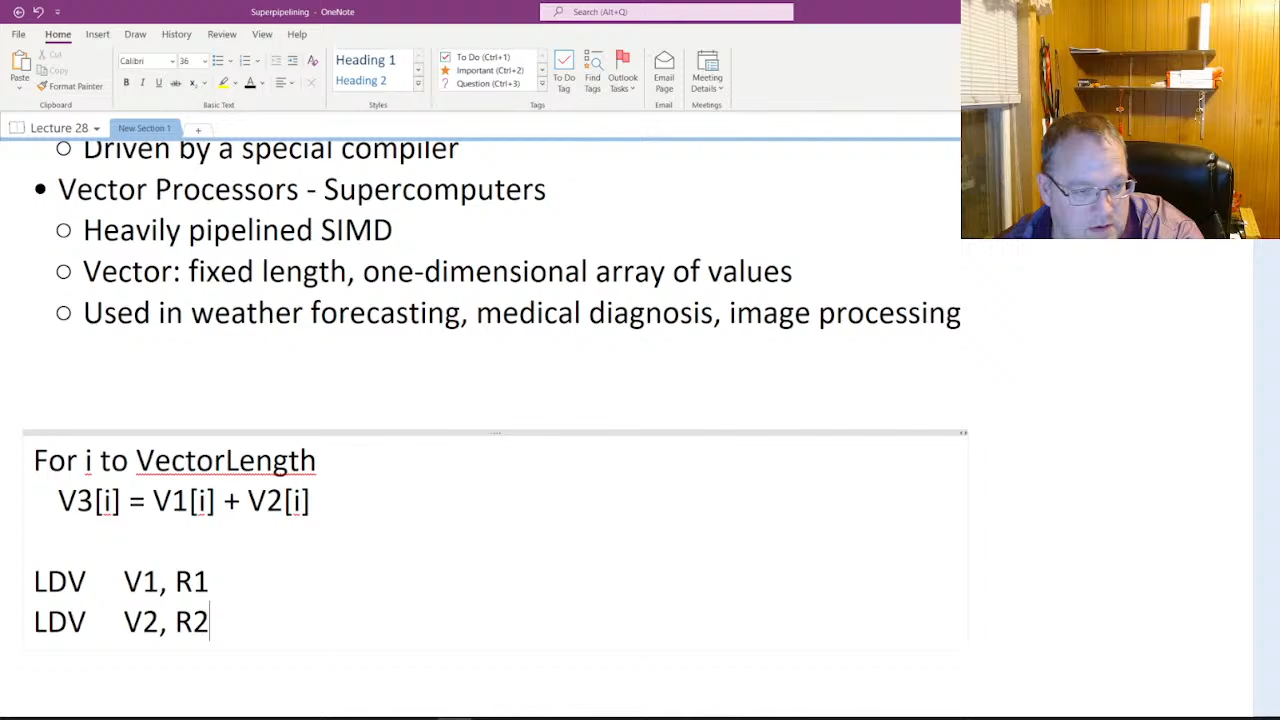 Superpipelining - OneNote
Search (Alt+Q)
File Home Insert Draw History Review View Help
Paste
Cut
Copy
Format Painter
Clipboard
Calibri 36
B I U
Basic Text
Heading 1
Heading 2
Styles
To Do (Ctrl+1)
Important (Ctrl+2)
Question (Ctrl+3)
To Do Tag
Find Tags
Outlook Tasks
Tags
Email Page
Email
Meeting Details
Meetings
Lecture 28 New Section 1 +
○ Driven by a special compiler
• Vector Processors - Supercomputers
○ Heavily pipelined SIMD
○ Vector: fixed length, one-dimensional array of values
○ Used in weather forecasting, medical diagnosis, image processing
For i to VectorLength
V3[i] = V1[i] + V2[i]
LDV V1, R1
LDV V2, R2